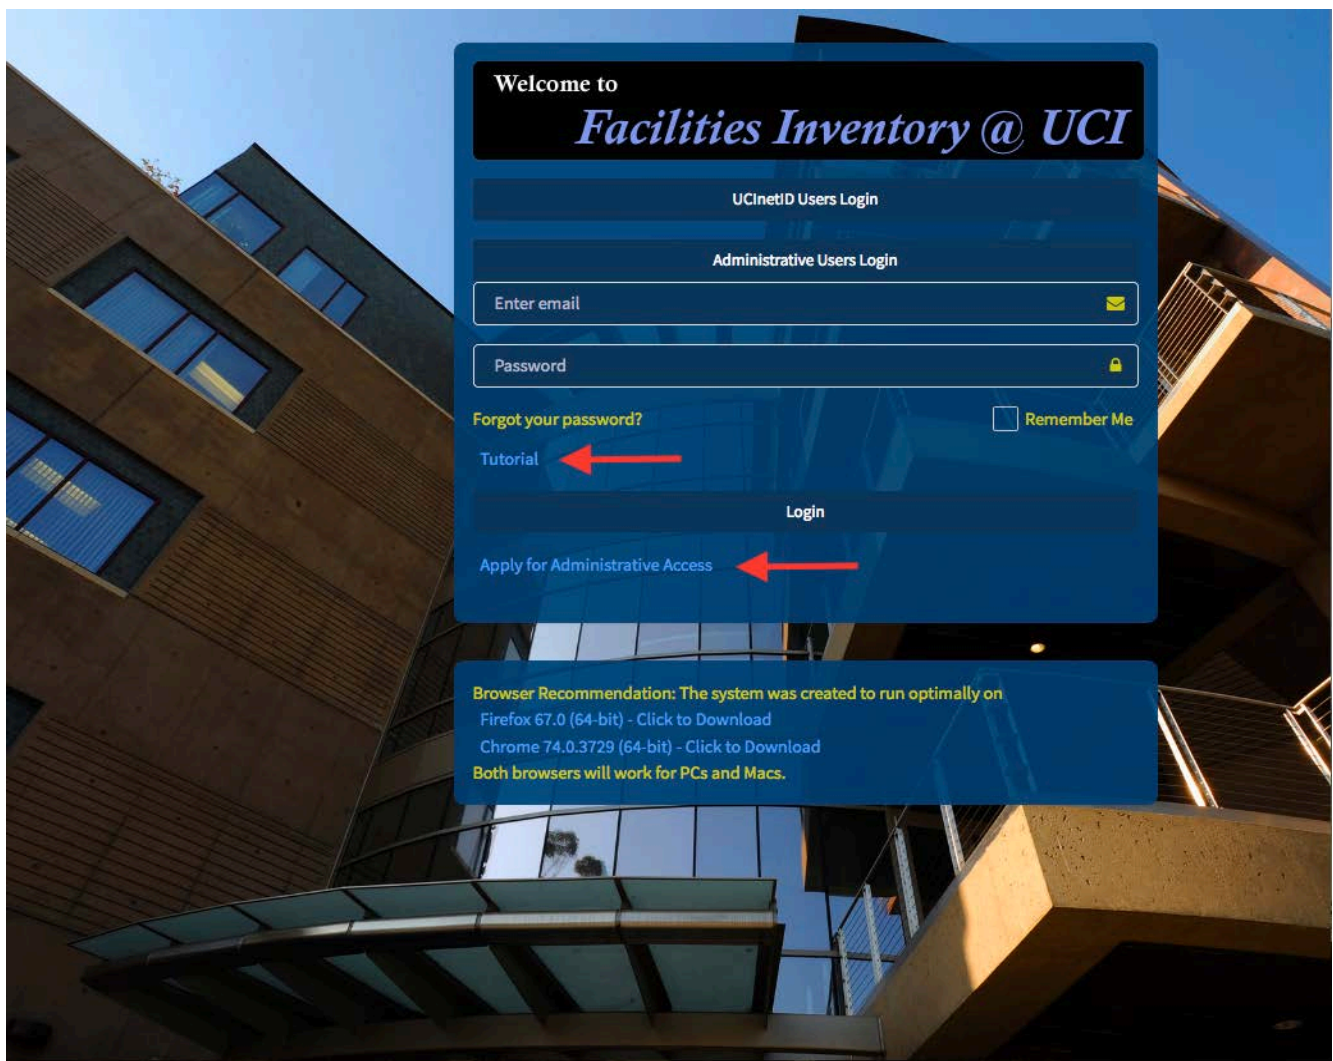 Welcome to
Facilities Inventory @ UCI
UCInetID Users Login
Administrative Users Login
Enter email
Password
Forgot your password?
Remember Me
Tutorial
Login
Apply for Administrative Access
Browser Recommendation: The system was created to run optimally on
Firefox 67.0 (64-bit) - Click to Download
Chrome 74.0.3729 (64-bit) - Click to Download
Both browsers will work for PCs and Macs.